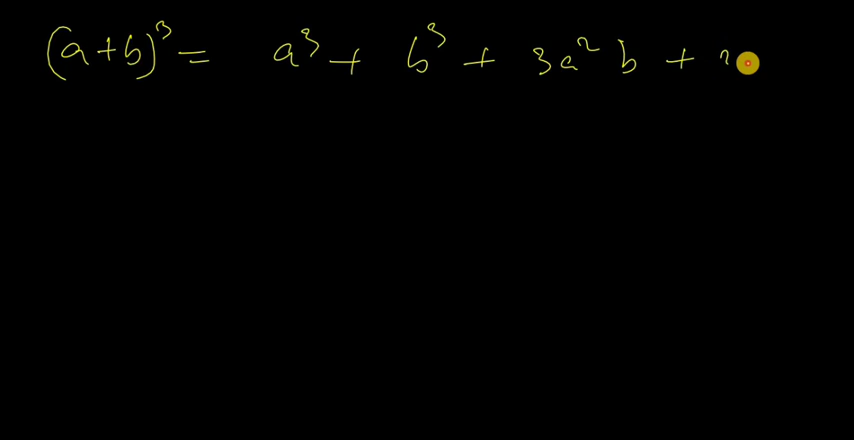 (a+b)³ = a³ + b³ + 3a²b +